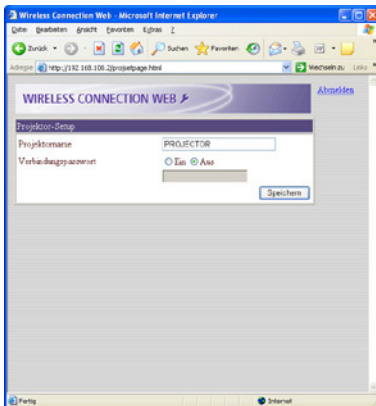 Wireless Connection Web - Microsoft Internet Explorer
Datei Bearbeiten Ansicht Favoriten Extras ?
Zurück Suchen Favoriten
Adresse http://192.168.100.2/projsetpage.html Wechseln zu Links
WIRELESS CONNECTION WEB
Abmelden
Projektor-Setup
Projektorname PROJECTOR
Verbindungspasswort Ein Aus
Speichern
Fertig Internet